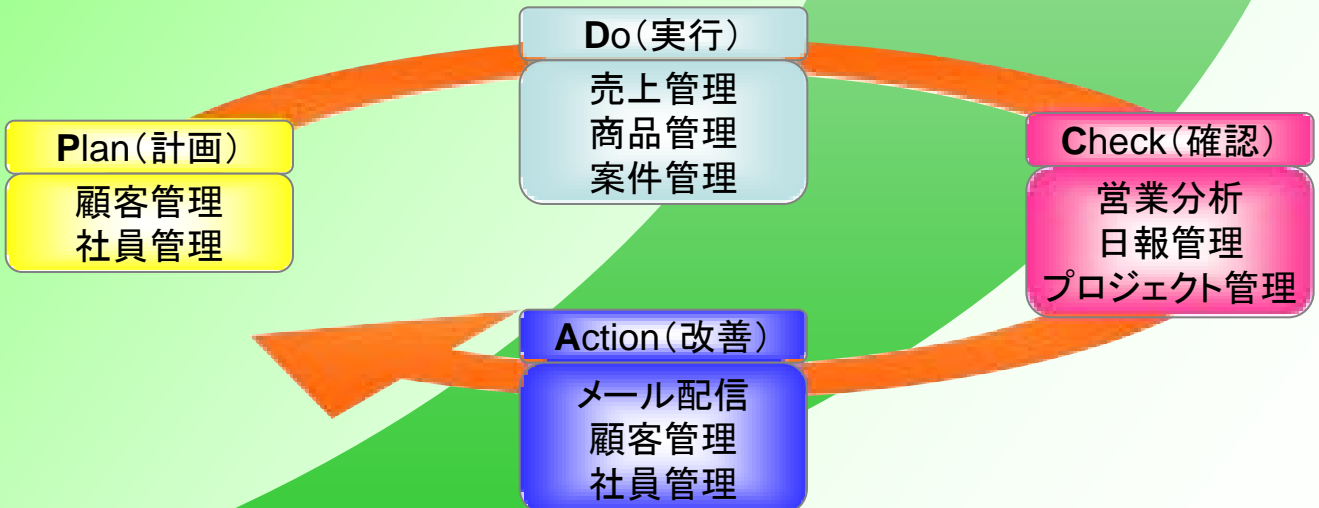 Plan(計画)
顧客管理
社員管理
Do(実行)
売上管理
商品管理
案件管理
Check(確認)
営業分析
日報管理
プロジェクト管理
Action(改善)
メール配信
顧客管理
社員管理